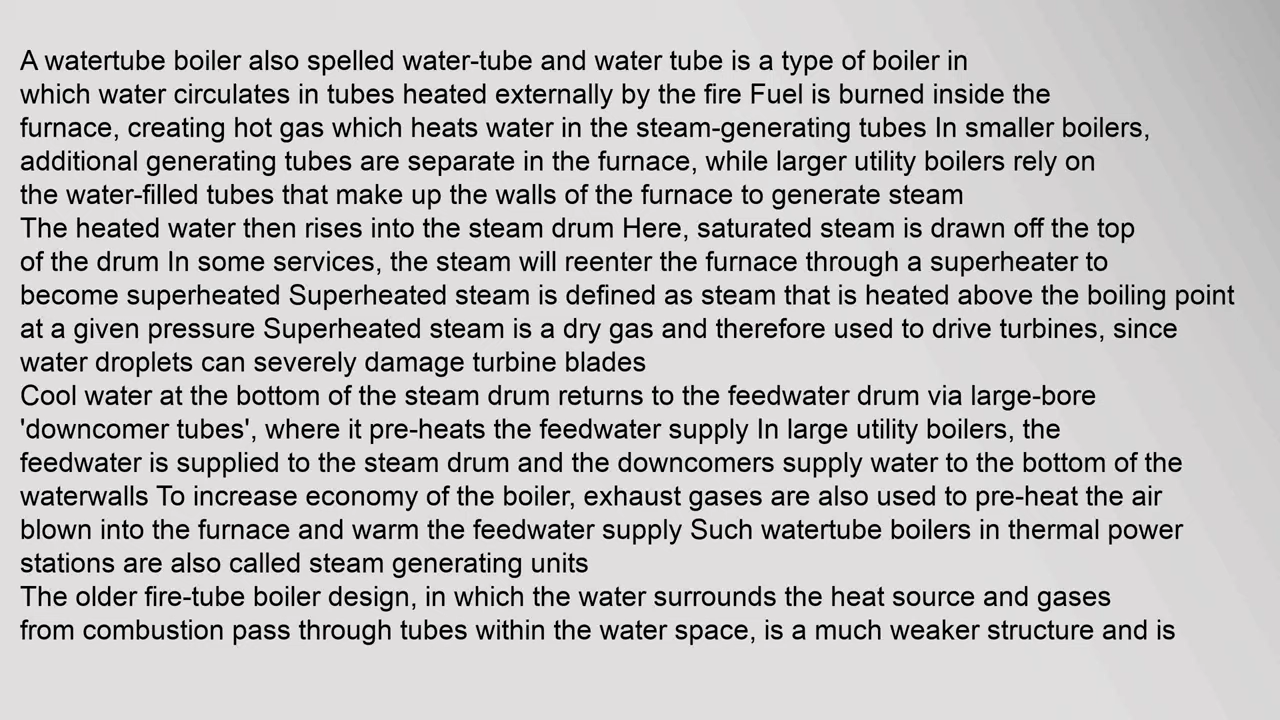 A watertube boiler also spelled water-tube and water tube is a type of boiler in
which water circulates in tubes heated externally by the fire Fuel is burned inside the
furnace, creating hot gas which heats water in the steam-generating tubes In smaller boilers,
additional generating tubes are separate in the furnace, while larger utility boilers rely on
the water-filled tubes that make up the walls of the furnace to generate steam
The heated water then rises into the steam drum Here, saturated steam is drawn off the top
of the drum In some services, the steam will reenter the furnace through a superheater to
become superheated Superheated steam is defined as steam that is heated above the boiling point
at a given pressure Superheated steam is a dry gas and therefore used to drive turbines, since
water droplets can severely damage turbine blades
Cool water at the bottom of the steam drum returns to the feedwater drum via large-bore
'downcomer tubes', where it pre-heats the feedwater supply In large utility boilers, the
feedwater is supplied to the steam drum and the downcomers supply water to the bottom of the
waterwalls To increase economy of the boiler, exhaust gases are also used to pre-heat the air
blown into the furnace and warm the feedwater supply Such watertube boilers in thermal power
stations are also called steam generating units
The older fire-tube boiler design, in which the water surrounds the heat source and gases
from combustion pass through tubes within the water space, is a much weaker structure and is